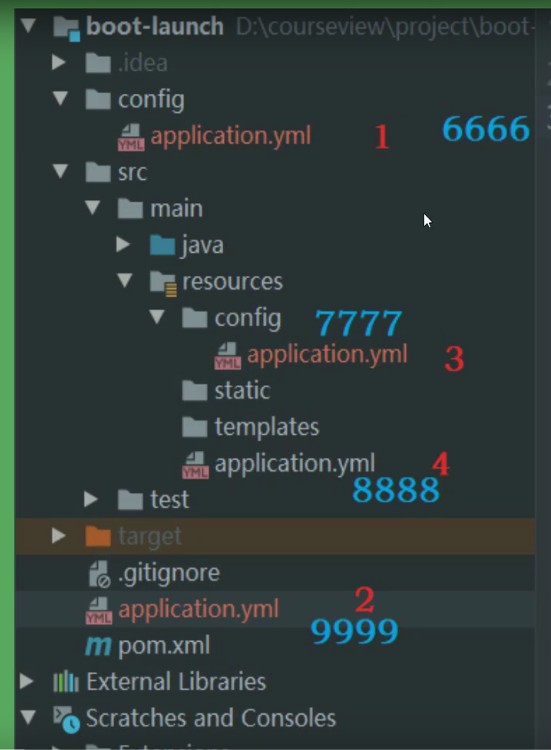 boot-launch D:\courseview\project\boot-
.idea
config
YML application.yml 1 6666
src
main
java
resources
config 7777
YML application.yml 3
static
templates
YML application.yml 4
8888
test
target
.gitignore
YML application.yml 2
9999
m pom.xml
External Libraries
Scratches and Consoles